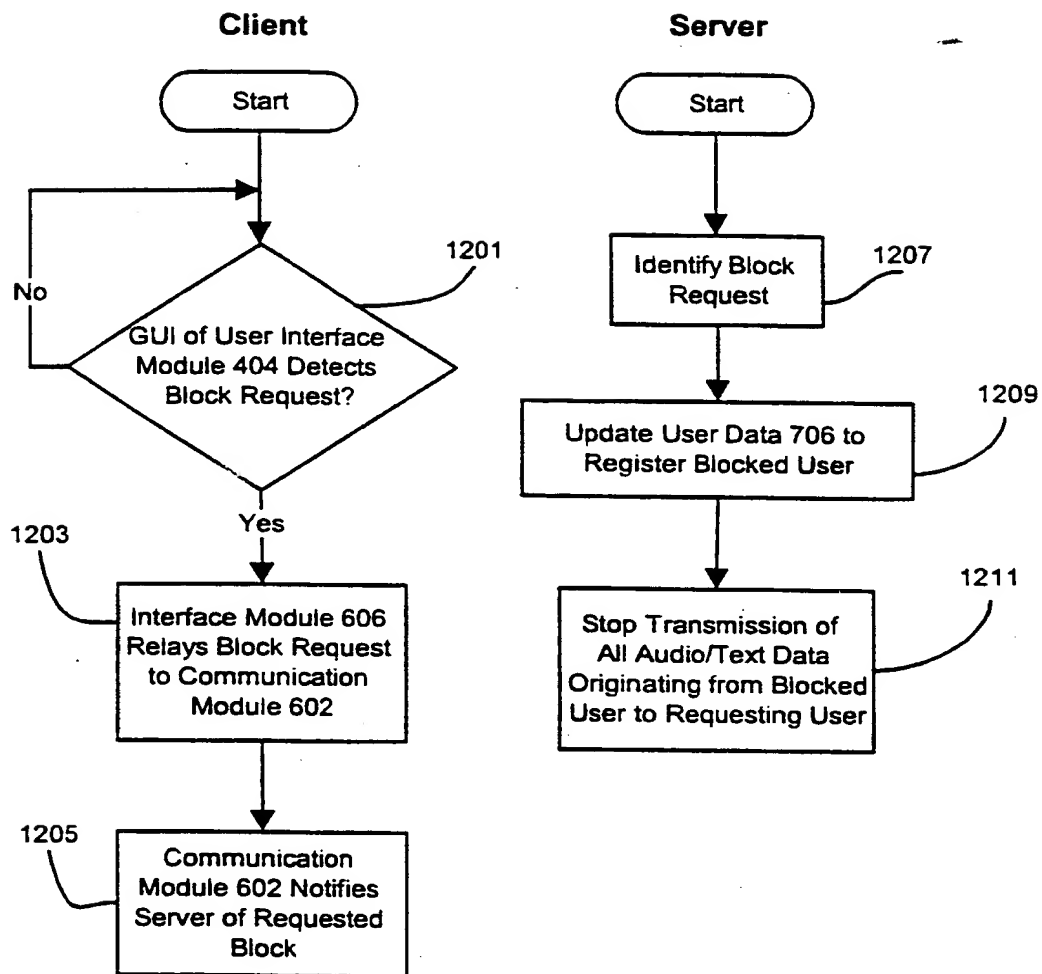 Client
Start
No
1201
GUI of User Interface
Module 404 Detects
Block Request?
Yes
1203
Interface Module 606
Relays Block Request
to Communication
Module 602
1205
Communication
Module 602 Notifies
Server of Requested
Block
Server
Start
1207
Identify Block
Request
1209
Update User Data 706 to
Register Blocked User
1211
Stop Transmission of
All Audio/Text Data
Originating from Blocked
User to Requesting User